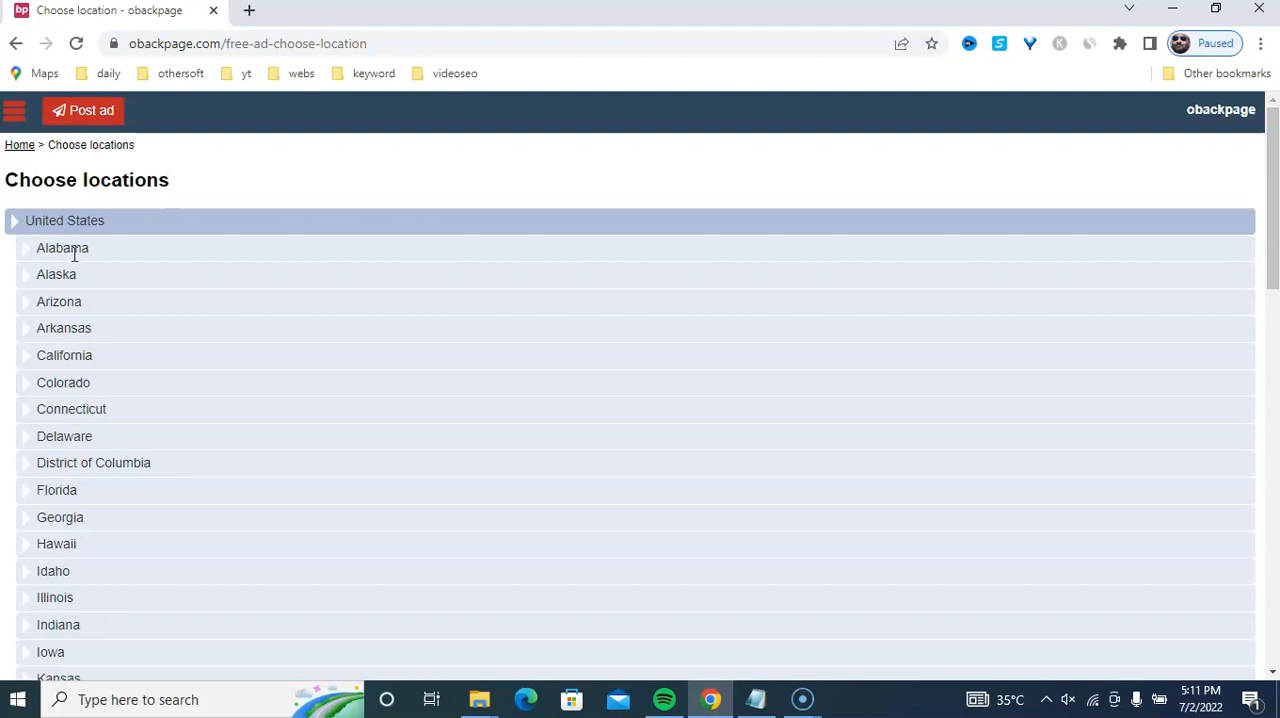 bp Choose location - obackpage
obackpage.com/free-ad-choose-location
Paused
Maps daily othersoft yt webs keyword videoseo Other bookmarks
Post ad obackpage
Home > Choose locations
Choose locations
United States
Alabama
Alaska
Arizona
Arkansas
California
Colorado
Connecticut
Delaware
District of Columbia
Florida
Georgia
Hawaii
Idaho
Illinois
Indiana
Iowa
Kansas
Type here to search 35°C 5:11 PM
7/2/2022